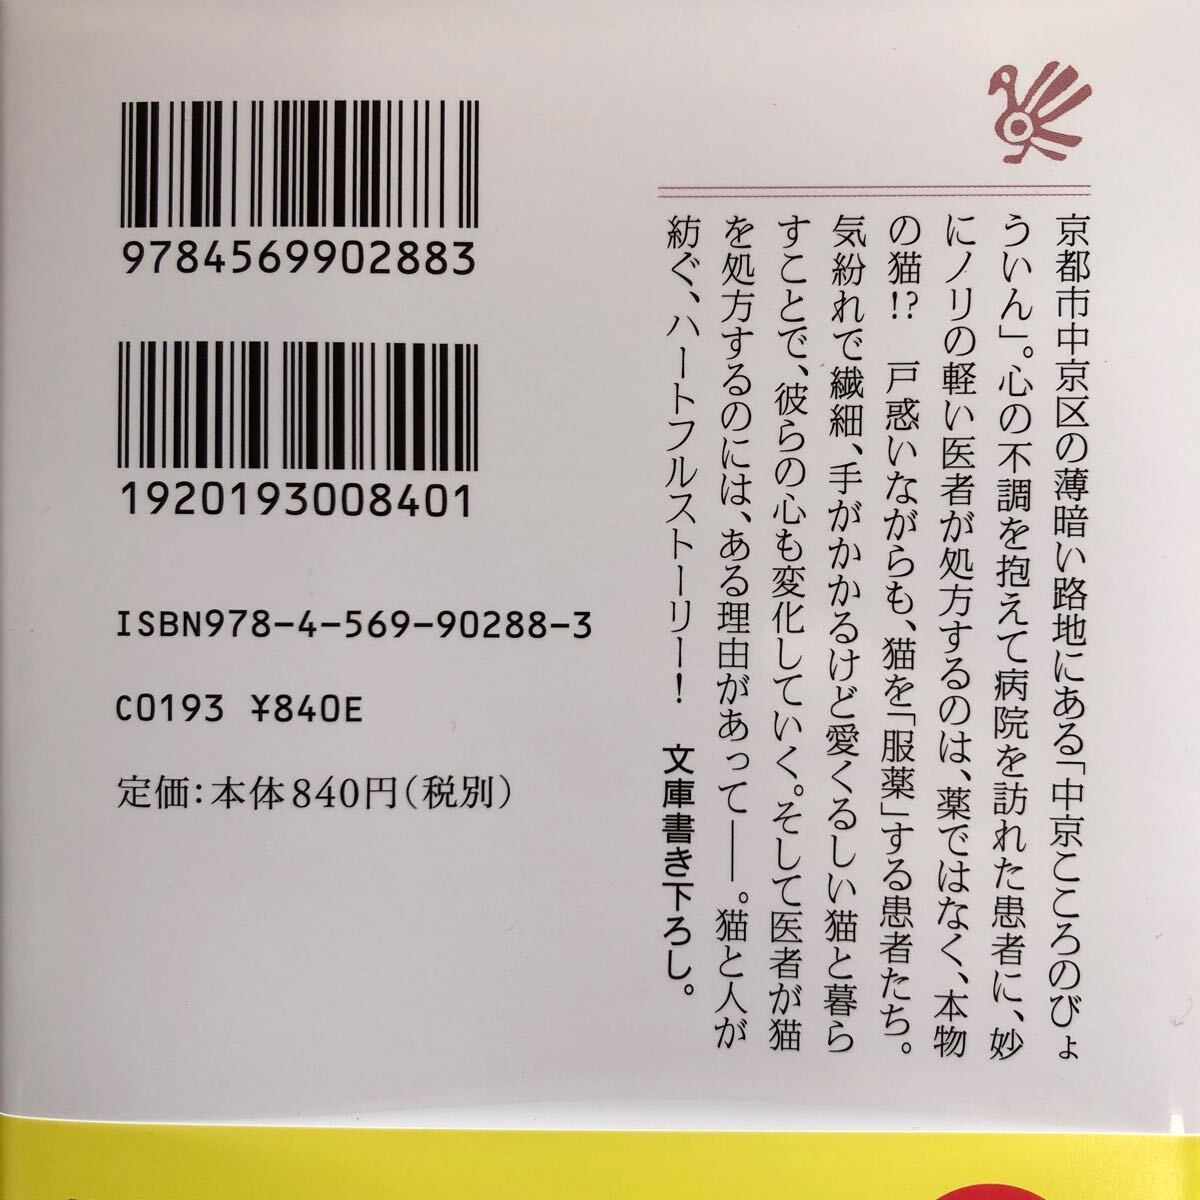 京都市中京区の薄暗い路地にある「中京こころのびょ
ういん」。心の不調を抱えて病院を訪れた患者に、妙
にノリの軽い医者が処方するのは、薬ではなく、本物
の猫!?　戸惑いながらも、猫を「服薬」する患者たち。
気紛れで繊細、手がかかるけど愛くるしい猫と暮ら
すことで、彼らの心も変化していく。そして医者が猫
を処方するのには、ある理由があって――。猫と人が
紡ぐ、ハートフルストーリー！　文庫書き下ろし。
9784569902883
1920193008401
ISBN978-4-569-90288-3
C0193 ¥840E
定価：本体840円（税別）